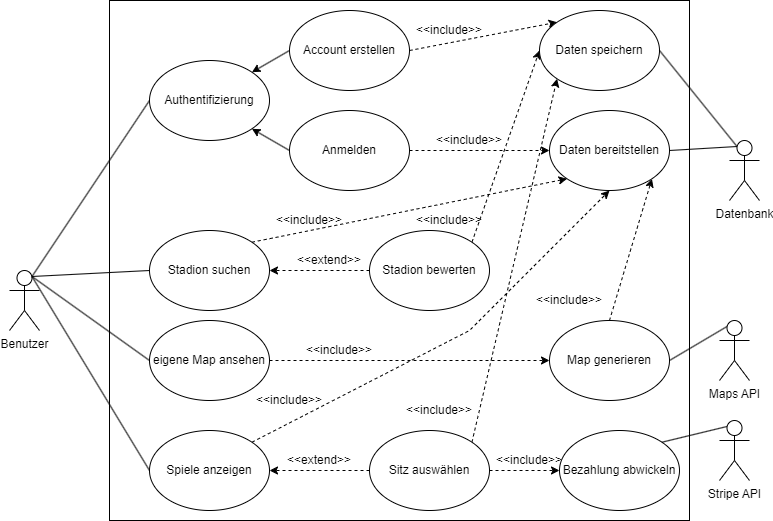 <<include>>
Account erstellen
Daten speichern
Authentifizierung
<<include>>
Anmelden
Daten bereitstellen
Datenbank
<<include>>
<<include>>
<<extend>>
Stadion suchen
Stadion bewerten
<<include>>
Benutzer
<<include>>
eigene Map ansehen
Map generieren
Maps API
<<include>>
<<include>>
<<extend>>
<<include>>
Spiele anzeigen
Sitz auswählen
Bezahlung abwickeln
Stripe API